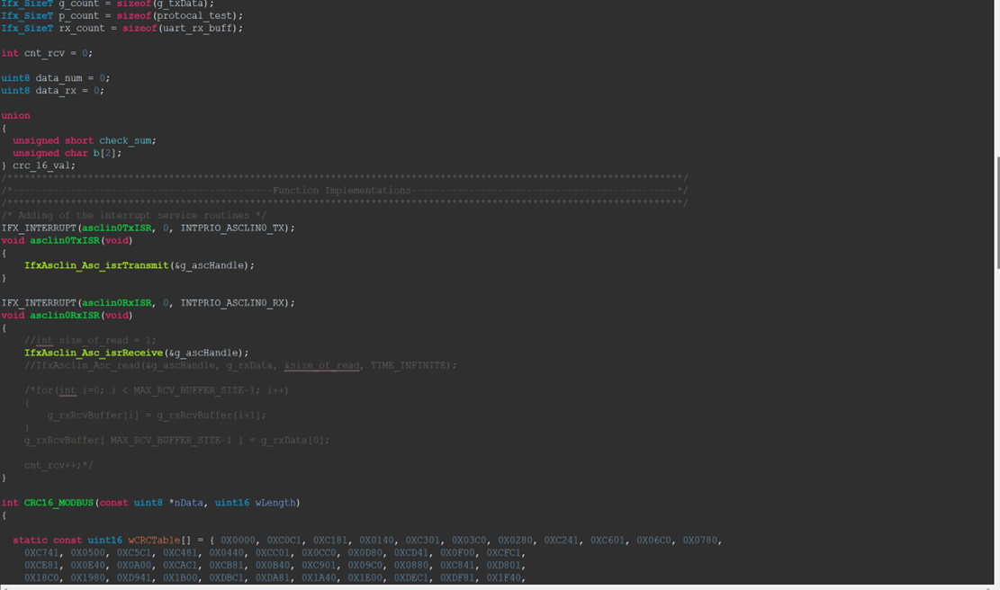 Ifx_SizeT g_count = sizeof(g_txData);
Ifx_SizeT p_count = sizeof(protocal_test);
Ifx_SizeT rx_count = sizeof(uart_rx_buff);
int cnt_rcv = 0;
uint8 data_num = 0;
uint8 data_rx = 0;
union
{
unsigned short check_sum;
unsigned char b[2];
} crc_16_val;
/*********************************************************************************************************************/
/*----------------------------------------------Function Implementations----------------------------------------------*/
/*********************************************************************************************************************/
/* Adding of the interrupt service routines */
IFX_INTERRUPT(asclin0TxISR, 0, INTPRIO_ASCLIN0_TX);
void asclin0TxISR(void)
{
IfxAsclin_Asc_isrTransmit(&g_ascHandle);
}
IFX_INTERRUPT(asclin0RxISR, 0, INTPRIO_ASCLIN0_RX);
void asclin0RxISR(void)
{
//int size_of_read = 1;
IfxAsclin_Asc_isrReceive(&g_ascHandle);
//IfxAsclin_Asc_read(&g_ascHandle, g_rxData, &size_of_read, TIME_INFINITE);
/*for(int i=0; i < MAX_RCV_BUFFER_SIZE-1; i++)
{
g_rxRcvBuffer[i] = g_rxRcvBuffer[i+1];
}
g_rxRcvBuffer[ MAX_RCV_BUFFER_SIZE-1 ] = g_rxData[0];
cnt_rcv++;*/
}
int CRC16_MODBUS(const uint8 *nData, uint16 wLength)
{
static const uint16 wCRCTable[] = { 0X0000, 0XC0C1, 0XC181, 0X0140, 0XC301, 0X03C0, 0X0280, 0XC241, 0XC601, 0X06C0, 0X0780,
0XC741, 0X0500, 0XC5C1, 0XC481, 0X0440, 0XCC01, 0X0CC0, 0X0D80, 0XCD41, 0X0F00, 0XCFC1,
0XCE81, 0X0E40, 0X0A00, 0XCAC1, 0XCB81, 0X0B40, 0XC901, 0X09C0, 0X0880, 0XC841, 0XD801,
0X18C0, 0X1980, 0XD941, 0X1B00, 0XDBC1, 0XDA81, 0X1A40, 0X1E00, 0XDEC1, 0XDF81, 0X1F40,